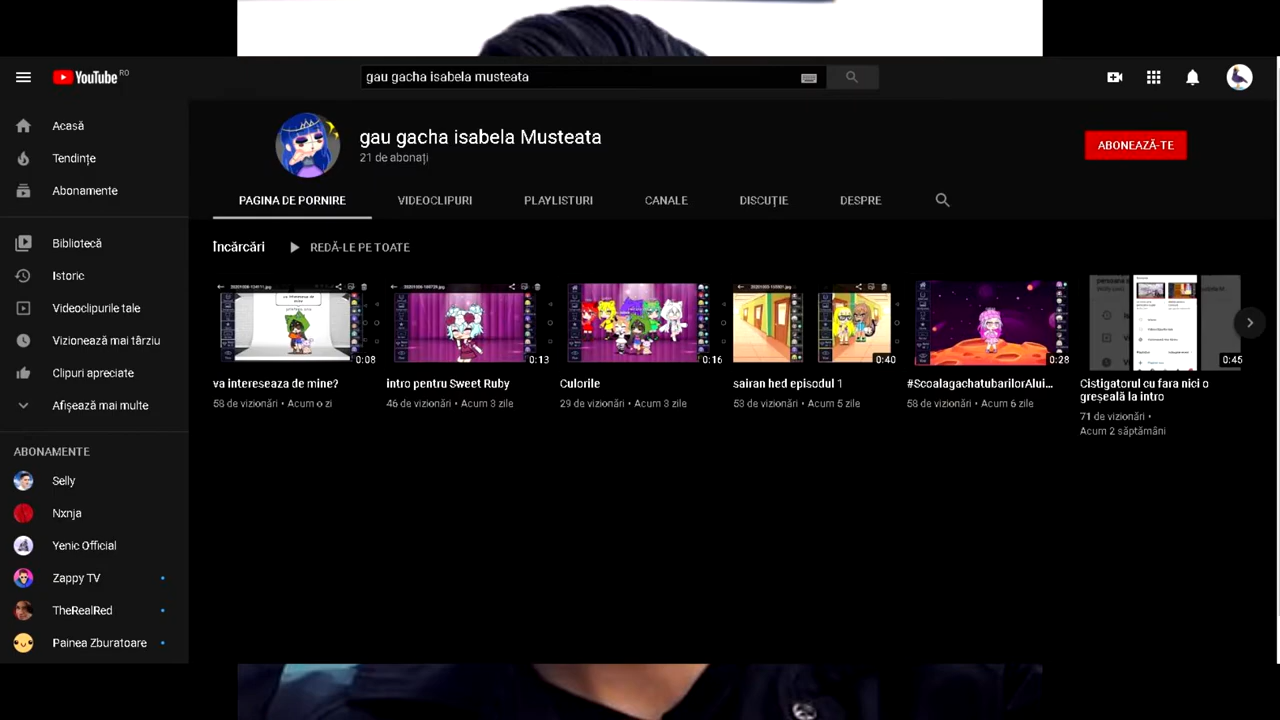 YouTube RO
gau gacha isabela musteata
gau gacha isabela Musteata
21 de abonați
ABONEAZĂ-TE
PAGINA DE PORNIRE
VIDEOCLIPURI
PLAYLISTURI
CANALE
DISCUȚIE
DESPRE
Încărcări
REDĂ-LE PE TOATE
0:08
0:13
0:16
0:40
0:28
0:45
va intereseaza de mine?
58 de vizionări • Acum o zi
intro pentru Sweet Ruby
46 de vizionări • Acum 3 zile
Culorile
29 de vizionări • Acum 3 zile
sairan hed episodul 1
53 de vizionări • Acum 5 zile
#ScoalagachatubarilorAlui...
58 de vizionări • Acum 6 zile
Cistigatorul cu fara nici o
greșeală la intro
71 de vizionări •
Acum 2 săptămâni
Acasă
Tendințe
Abonamente
Bibliotecă
Istoric
Videoclipurile tale
Vizionează mai târziu
Clipuri apreciate
Afișează mai multe
ABONAMENTE
Selly
Nxnja
Yenic Official
Zappy TV
TheRealRed
Painea Zburatoare